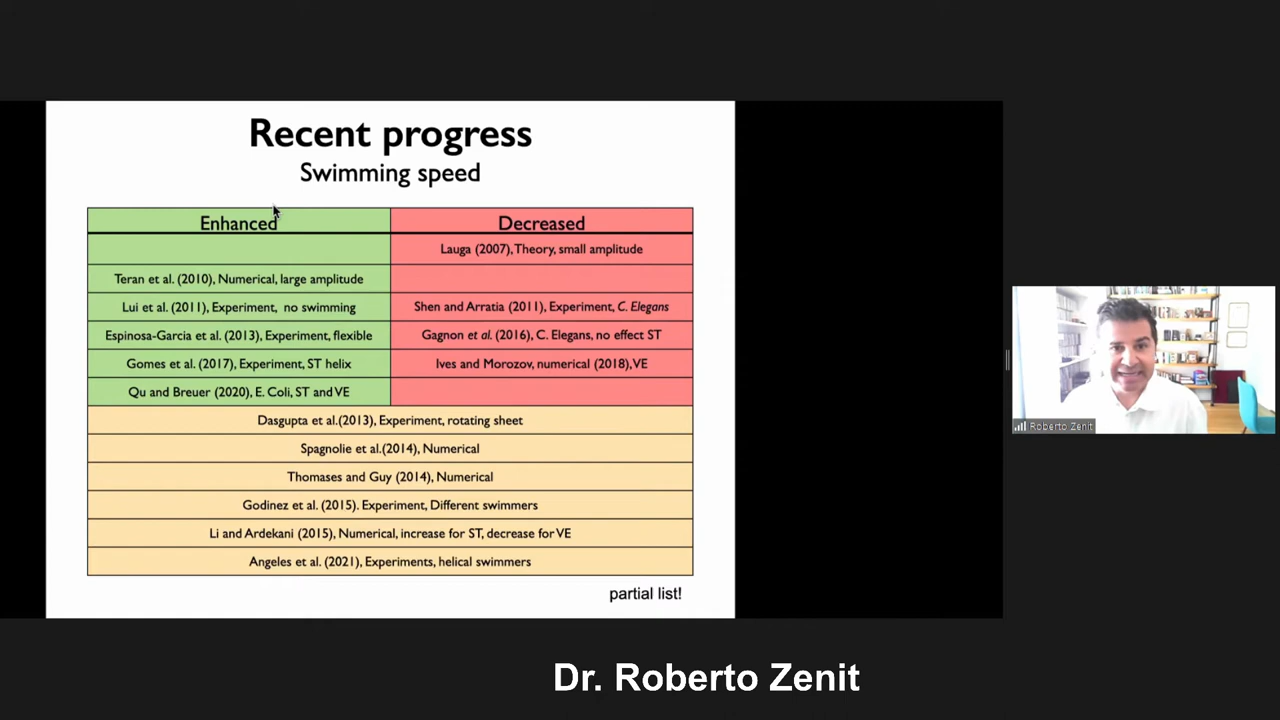 Recent progress
Swimming speed
Enhanced
Decreased
Lauga (2007), Theory, small amplitude
Teran et al. (2010), Numerical, large amplitude
Lui et al. (2011), Experiment, no swimming
Shen and Arratia (2011), Experiment, C. Elegans
Espinosa-Garcia et al. (2013), Experiment, flexible
Gagnon et al. (2016), C. Elegans, no effect ST
Gomes et al. (2017), Experiment, ST helix
Ives and Morozov, numerical (2018), VE
Qu and Breuer (2020), E. Coli, ST and VE
Dasgupta et al.(2013), Experiment, rotating sheet
Spagnolie et al.(2014), Numerical
Thomases and Guy (2014), Numerical
Godinez et al. (2015). Experiment, Different swimmers
Li and Ardekani (2015), Numerical, increase for ST, decrease for VE
Angeles et al. (2021), Experiments, helical swimmers
partial list!
Roberto Zenit
Dr. Roberto Zenit